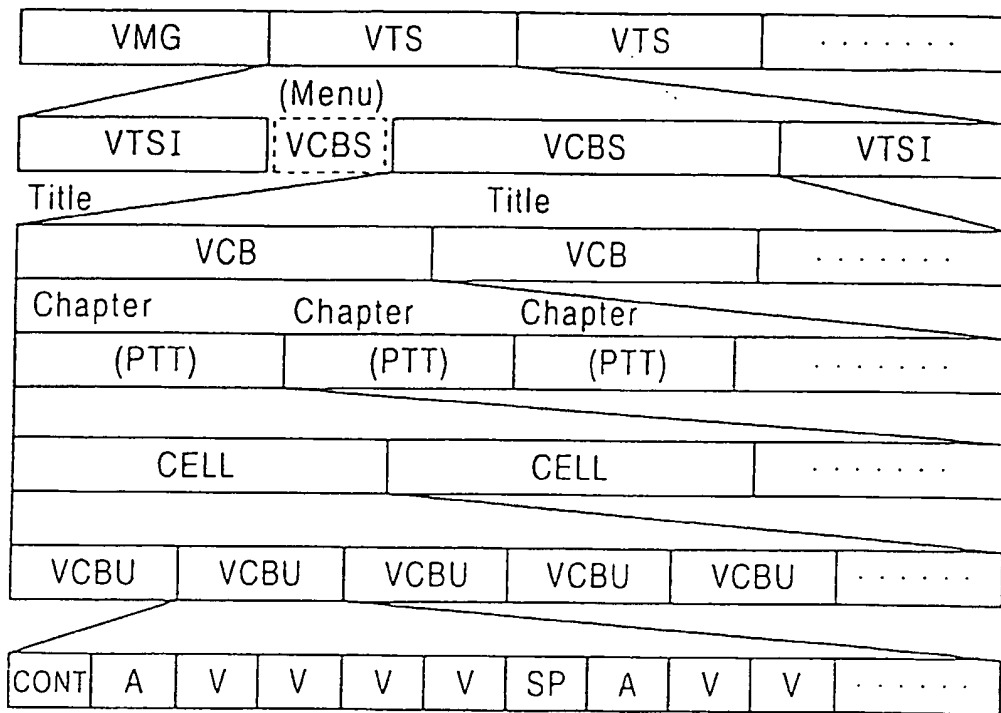 VMG VTS VTS .......
(Menu)
VTSI VCBS VCBS VTSI
Title Title
VCB VCB .......
Chapter Chapter Chapter
(PTT) (PTT) (PTT) .......
CELL CELL .......
VCBU VCBU VCBU VCBU VCBU ......
CONT A V V V V SP A V V ......